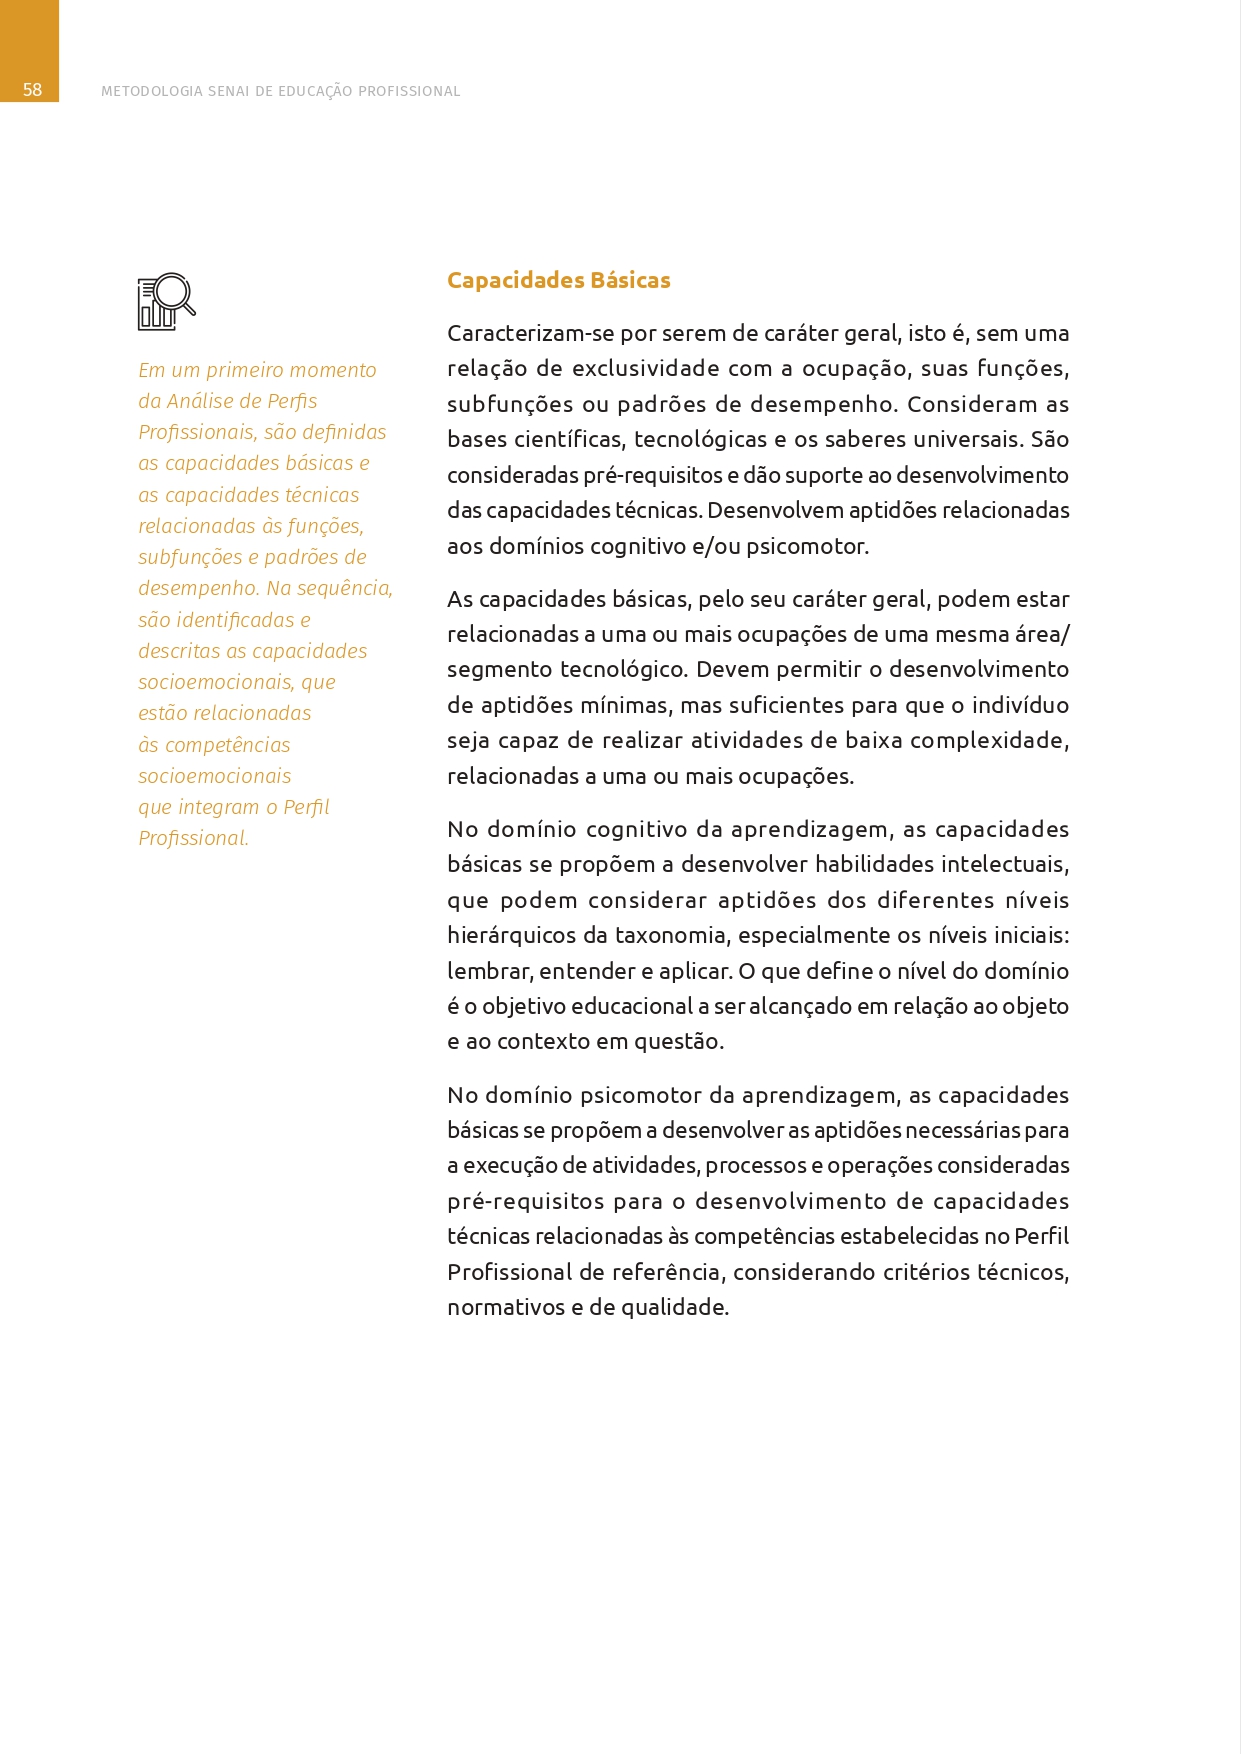 58
METODOLOGIA SENAI DE EDUCAÇÃO PROFISSIONAL
Em um primeiro momento
da Análise de Perfis
Profissionais, são definidas
as capacidades básicas e
as capacidades técnicas
relacionadas às funções,
subfunções e padrões de
desempenho. Na sequência,
são identificadas e
descritas as capacidades
socioemocionais, que
estão relacionadas
às competências
socioemocionais
que integram o Perfil
Profissional.
Capacidades Básicas
Caracterizam-se por serem de caráter geral, isto é, sem uma
relação de exclusividade com a ocupação, suas funções,
subfunções ou padrões de desempenho. Consideram as
bases científicas, tecnológicas e os saberes universais. São
consideradas pré-requisitos e dão suporte ao desenvolvimento
das capacidades técnicas. Desenvolvem aptidões relacionadas
aos domínios cognitivo e/ou psicomotor.
As capacidades básicas, pelo seu caráter geral, podem estar
relacionadas a uma ou mais ocupações de uma mesma área/
segmento tecnológico. Devem permitir o desenvolvimento
de aptidões mínimas, mas suficientes para que o indivíduo
seja capaz de realizar atividades de baixa complexidade,
relacionadas a uma ou mais ocupações.
No domínio cognitivo da aprendizagem, as capacidades
básicas se propõem a desenvolver habilidades intelectuais,
que podem considerar aptidões dos diferentes níveis
hierárquicos da taxonomia, especialmente os níveis iniciais:
lembrar, entender e aplicar. O que define o nível do domínio
é o objetivo educacional a ser alcançado em relação ao objeto
e ao contexto em questão.
No domínio psicomotor da aprendizagem, as capacidades
básicas se propõem a desenvolver as aptidões necessárias para
a execução de atividades, processos e operações consideradas
pré-requisitos para o desenvolvimento de capacidades
técnicas relacionadas às competências estabelecidas no Perfil
Profissional de referência, considerando critérios técnicos,
normativos e de qualidade.